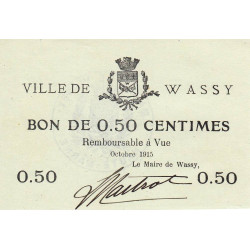 VILLE DE WASSY
BON DE 0.50 CENTIMES
Remboursable à Vue
Octobre 1915
Le Maire de Wassy,
0.50 0.50